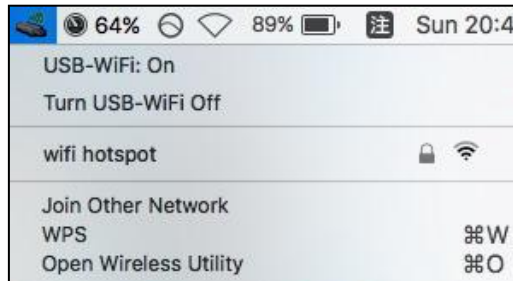 64% 89% 注 Sun 20:4
USB-WiFi: On
Turn USB-WiFi Off
wifi hotspot
Join Other Network
WPS ⌘W
Open Wireless Utility ⌘O